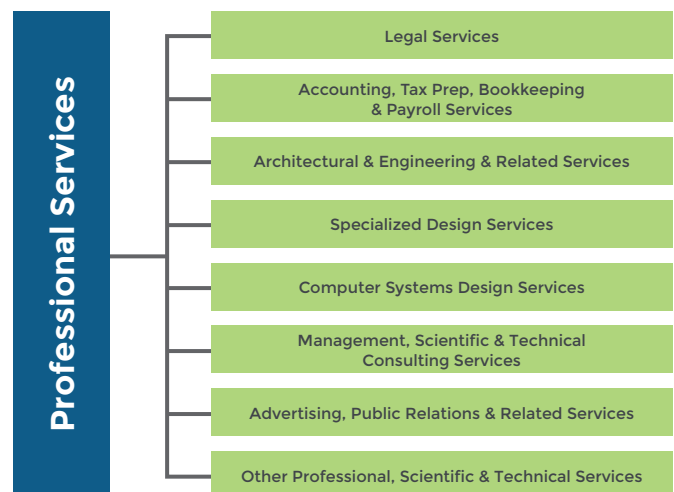 Professional Services
Legal Services
Accounting, Tax Prep, Bookkeeping
& Payroll Services
Architectural & Engineering & Related Services
Specialized Design Services
Computer Systems Design Services
Management, Scientific & Technical
Consulting Services
Advertising, Public Relations & Related Services
Other Professional, Scientific & Technical Services